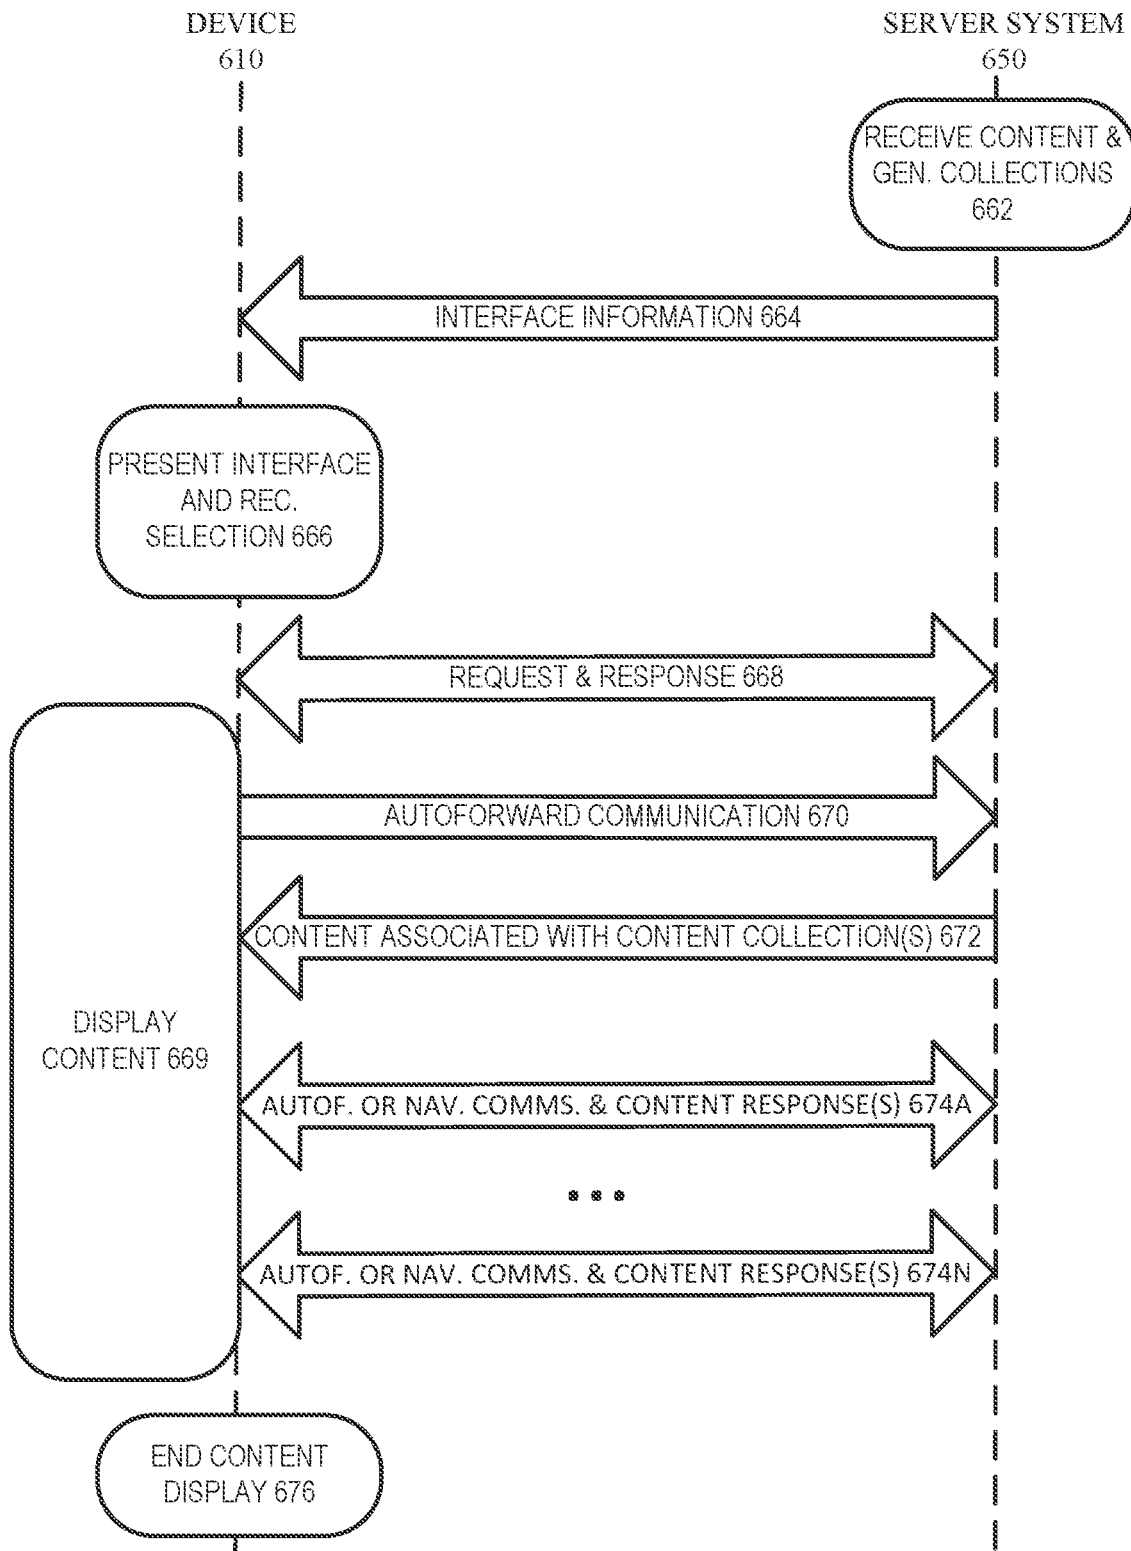 DEVICE
610
SERVER SYSTEM
650
RECEIVE CONTENT &
GEN. COLLECTIONS
662
INTERFACE INFORMATION 664
PRESENT INTERFACE
AND REC.
SELECTION 666
REQUEST & RESPONSE 668
AUTOFORWARD COMMUNICATION 670
CONTENT ASSOCIATED WITH CONTENT COLLECTION(S) 672
DISPLAY
CONTENT 669
AUTOF. OR NAV. COMMS. & CONTENT RESPONSE(S) 674A
...
AUTOF. OR NAV. COMMS. & CONTENT RESPONSE(S) 674N
END CONTENT
DISPLAY 676